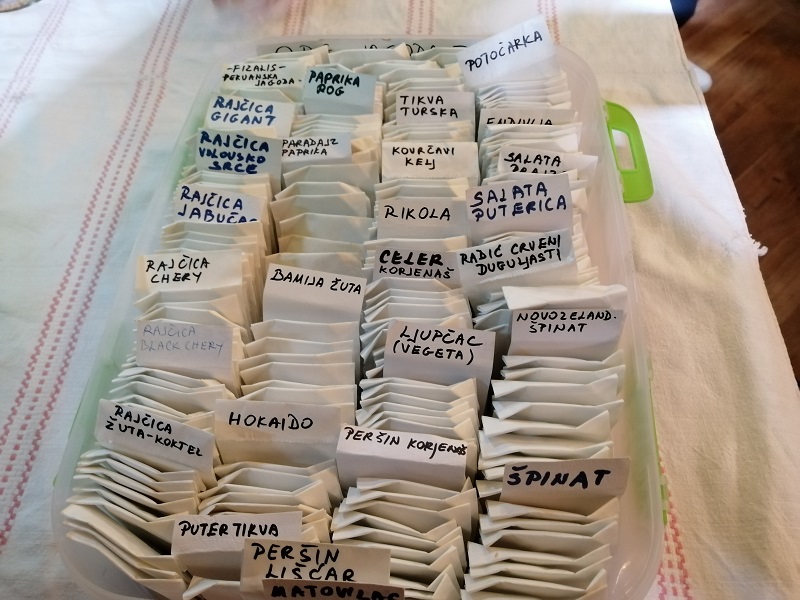 POTOČARKA
-FIZALIS-
PERUANSKA
JAGODA-
PAPRIKA
ROG
RAJČICA
GIGANT
TIKVA
TURSKA
ENDIVIJA
RAJČICA
VOLOVSKO
SRCE
PARADAJZ
PAPRIKA
KOVRČAVI
KELJ
SALATA
RAJČICA
JABUČAR
RIKOLA
SALATA
PUTERICA
RAJČICA
CHERY
BAMIJA ŽUTA
CELER
KORJENAŠ
RADIĆ CRVENI
DUGULJASTI
RAJČICA
BLACK CHERY
LJUPČAC
(VEGETA)
NOVOZELAND.
ŠPINAT
RAJČICA
ŽUTA-KOKTEL
HOKAIDO
PERŠIN KORJENAŠ
ŠPINAT
PUTER TIKVA
PERŠIN
LIŠĆAR